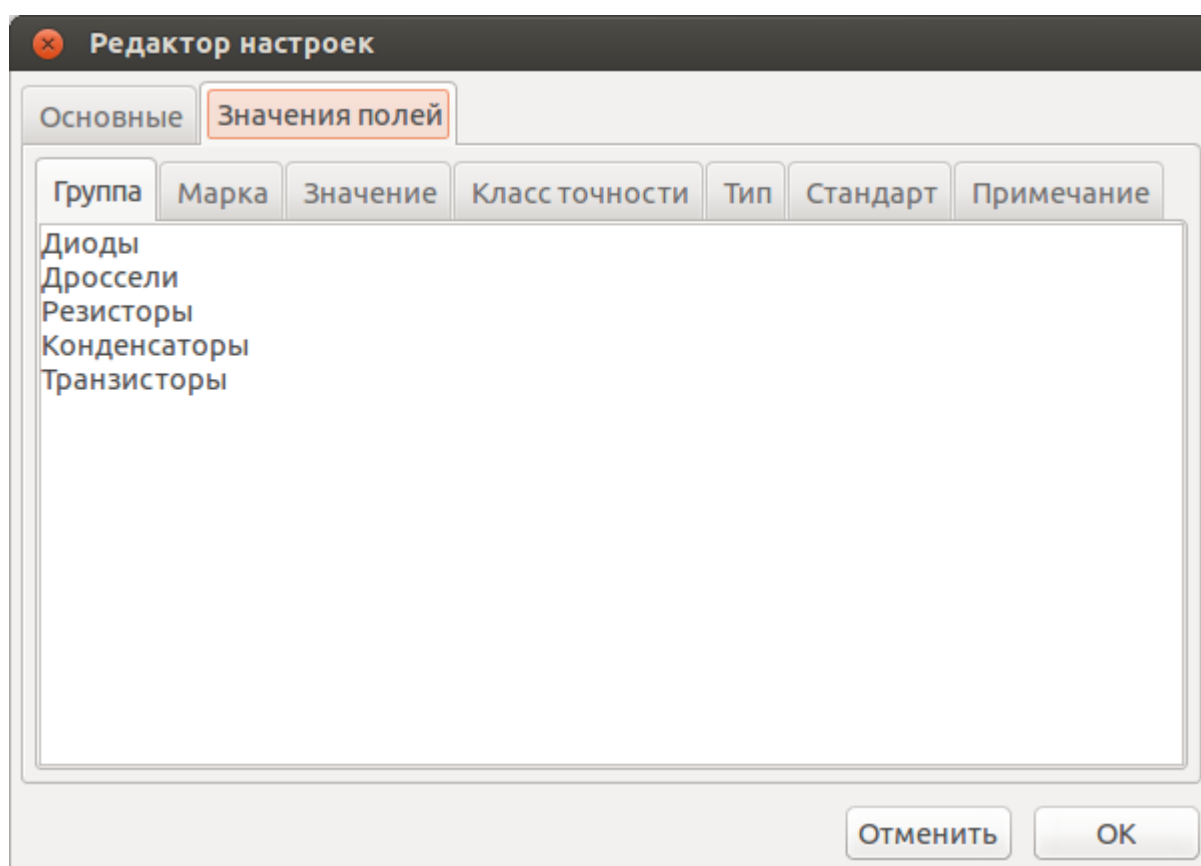 Редактор настроек
Основные Значения полей
Группа Марка Значение Класс точности Тип Стандарт Примечание
Диоды
Дроссели
Резисторы
Конденсаторы
Транзисторы
Отменить OK